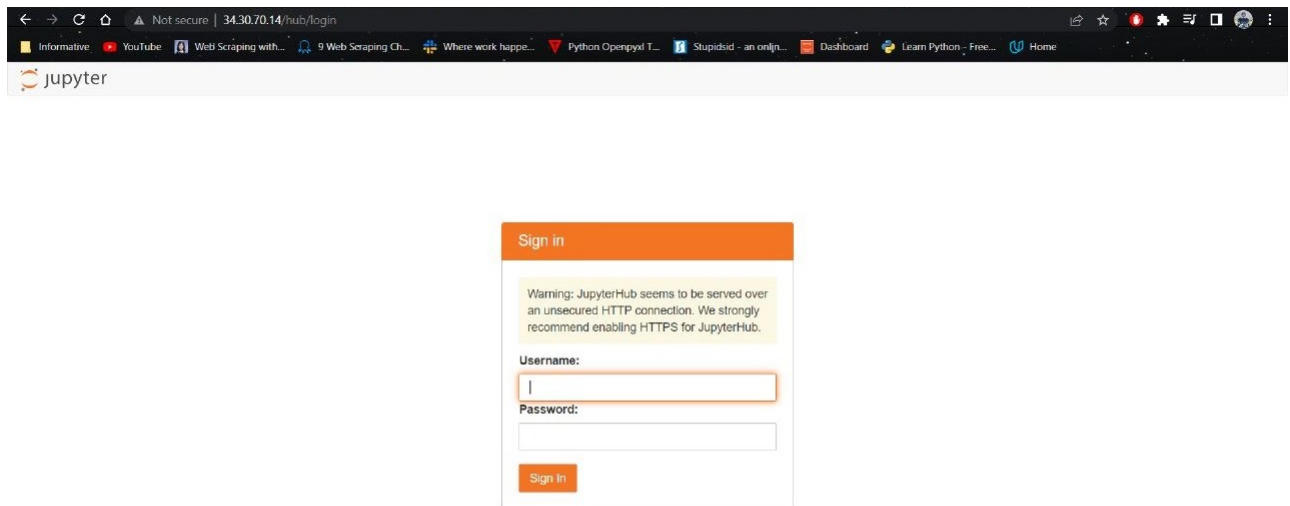 Not secure | 34.30.70.14/hub/login
Informative YouTube Web Scraping with... 9 Web Scraping Ch... Where work happe... Python Openpyxl T... Stupidsid - an onlin... Dashboard Learn Python - Free... Home
jupyter
Sign in
Warning: JupyterHub seems to be served over
an unsecured HTTP connection. We strongly
recommend enabling HTTPS for JupyterHub.
Username:
Password:
Sign In